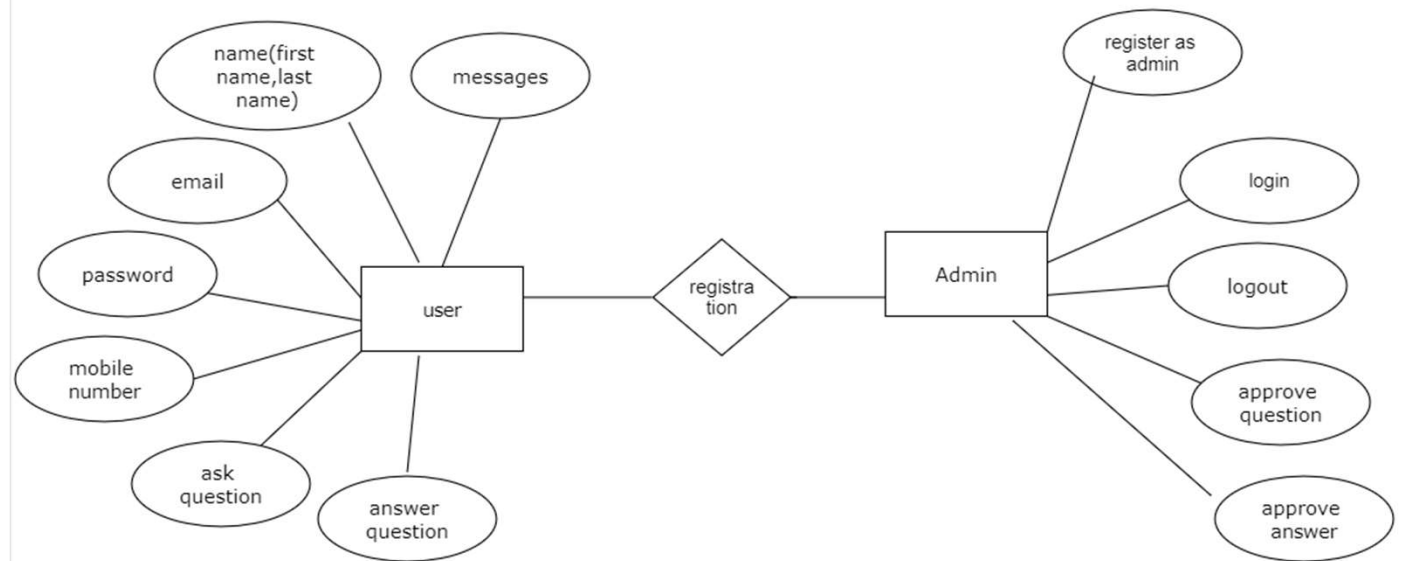 name(first
name,last
name)
messages
register as
admin
email
login
password
user
registra
tion
Admin
logout
mobile
number
approve
question
ask
question
answer
question
approve
answer